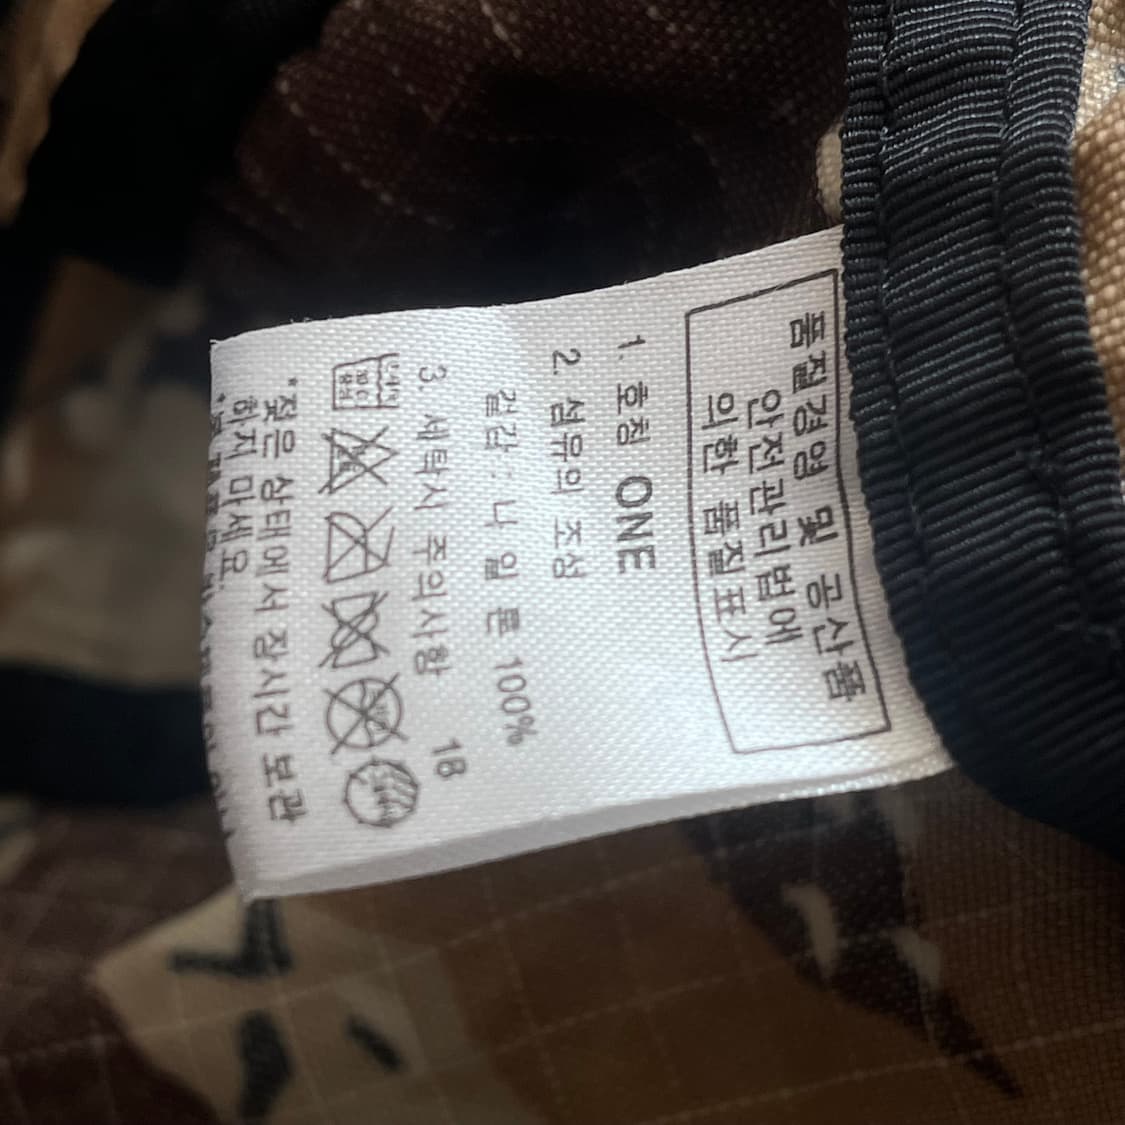 품질경영 및 공산품
안전관리법에
의한 품질표시
1. 호칭 ONE
2. 섬유의 조성
겉감 : 나 일 론 100%
3. 세탁시 주의사항 18
*젖은 상태에서 장시간 보관
하지 마세요